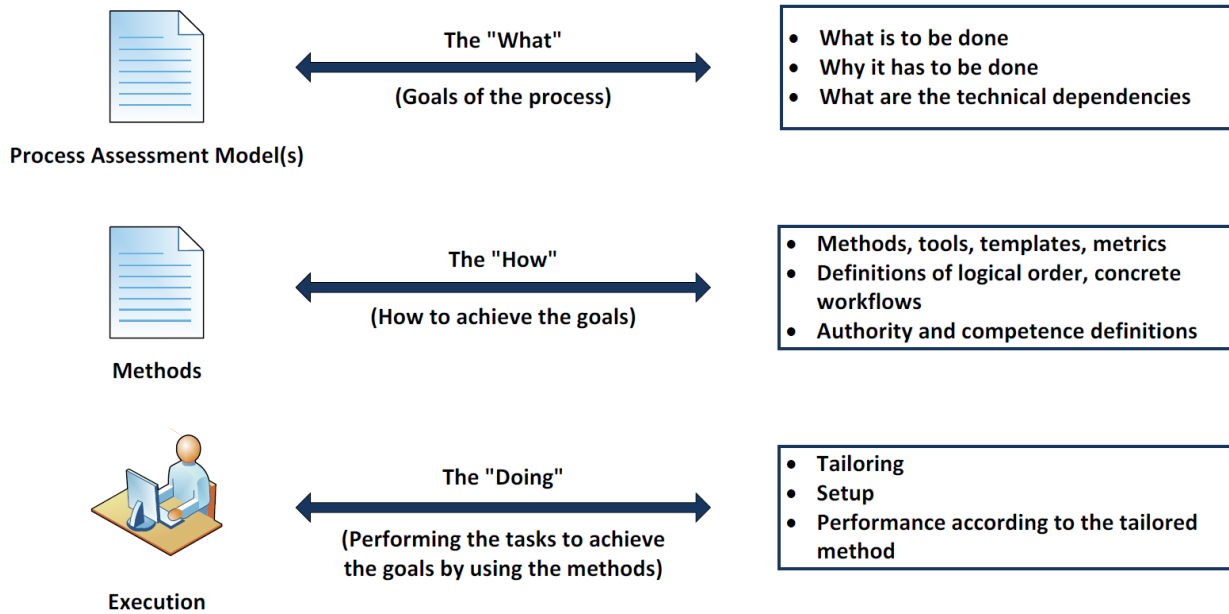 The "What"
(Goals of the process)
Process Assessment Model(s)
• What is to be done
• Why it has to be done
• What are the technical dependencies
The "How"
(How to achieve the goals)
Methods
• Methods, tools, templates, metrics
• Definitions of logical order, concrete
workflows
• Authority and competence definitions
The "Doing"
(Performing the tasks to achieve
the goals by using the methods)
Execution
• Tailoring
• Setup
• Performance according to the tailored
method